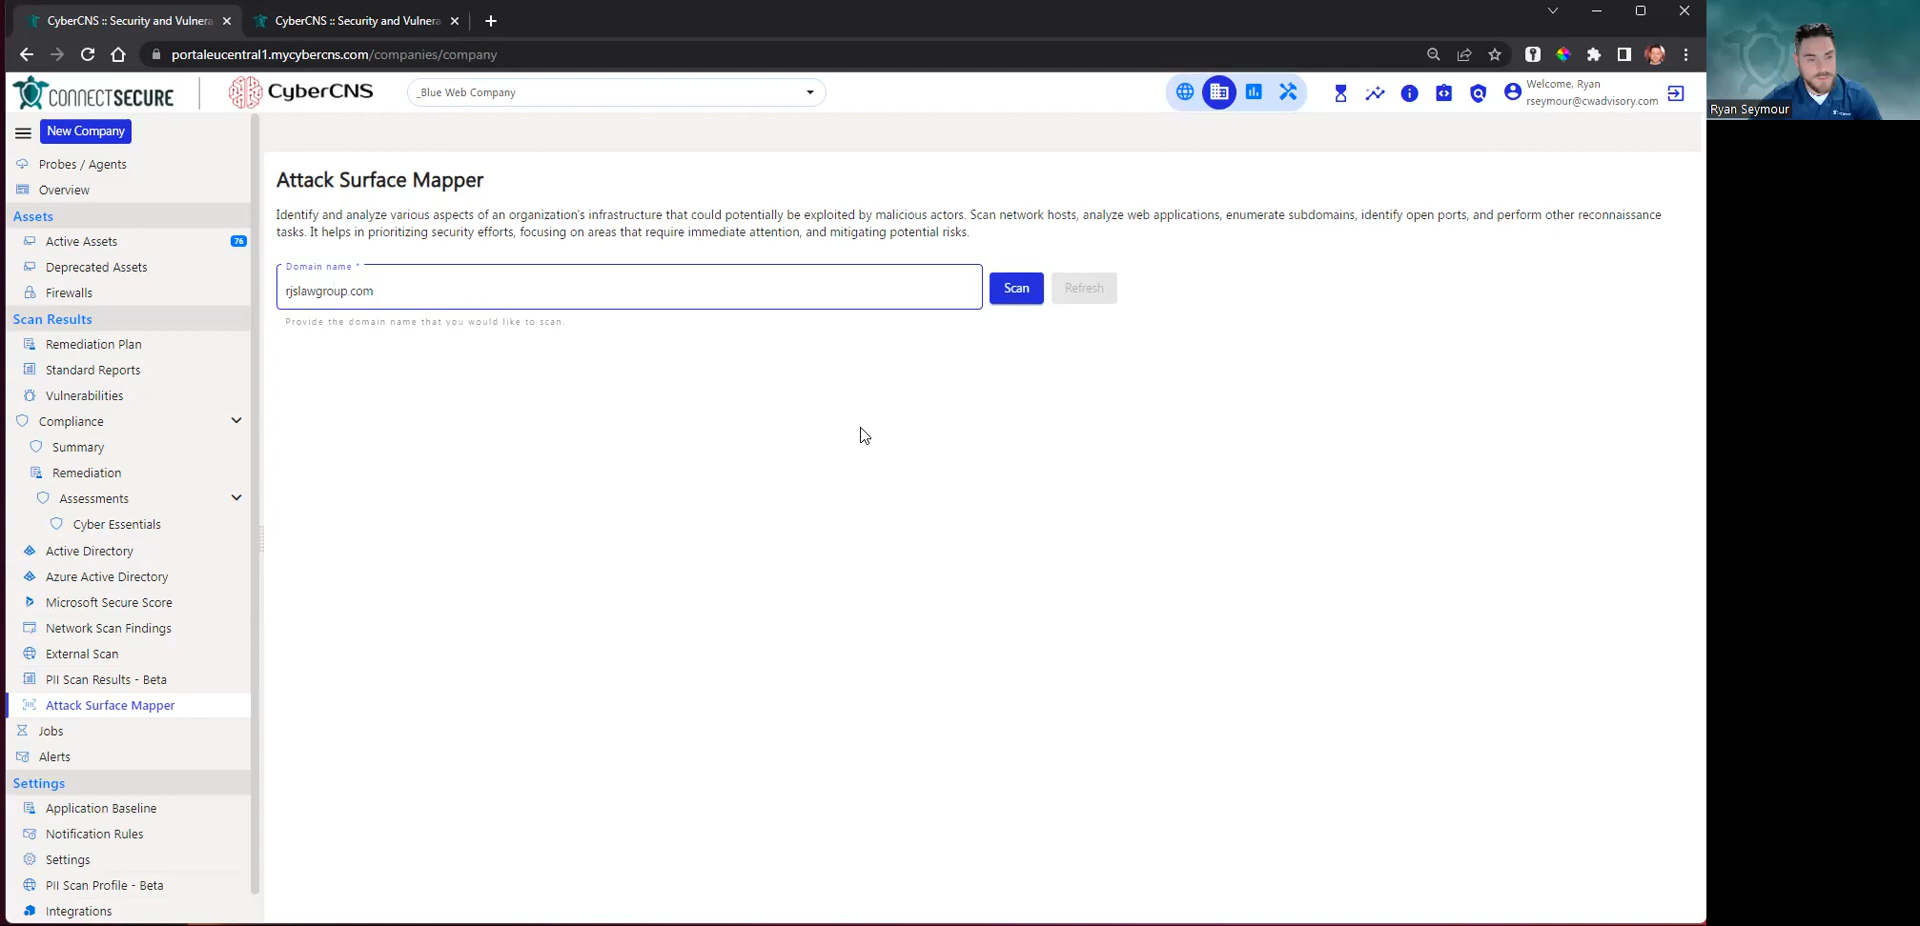 CyberCNS :: Security and Vulnera
CyberCNS :: Security and Vulnera
portaleucentral1.mycybercns.com/companies/company
CONNECTSECURE
CyberCNS
_Blue Web Company
Welcome, Ryan
rseymour@cwadvisory.com
Ryan Seymour
New Company
Probes / Agents
Overview
Assets
Active Assets 76
Deprecated Assets
Firewalls
Scan Results
Remediation Plan
Standard Reports
Vulnerabilities
Compliance
Summary
Remediation
Assessments
Cyber Essentials
Active Directory
Azure Active Directory
Microsoft Secure Score
Network Scan Findings
External Scan
PII Scan Results - Beta
Attack Surface Mapper
Jobs
Alerts
Settings
Application Baseline
Notification Rules
Settings
PII Scan Profile - Beta
Integrations
Attack Surface Mapper
Identify and analyze various aspects of an organization's infrastructure that could potentially be exploited by malicious actors. Scan network hosts, analyze web applications, enumerate subdomains, identify open ports, and perform other reconnaissance
tasks. It helps in prioritizing security efforts, focusing on areas that require immediate attention, and mitigating potential risks.
Domain name *
rjslawgroup.com
Scan
Refresh
Provide the domain name that you would like to scan.